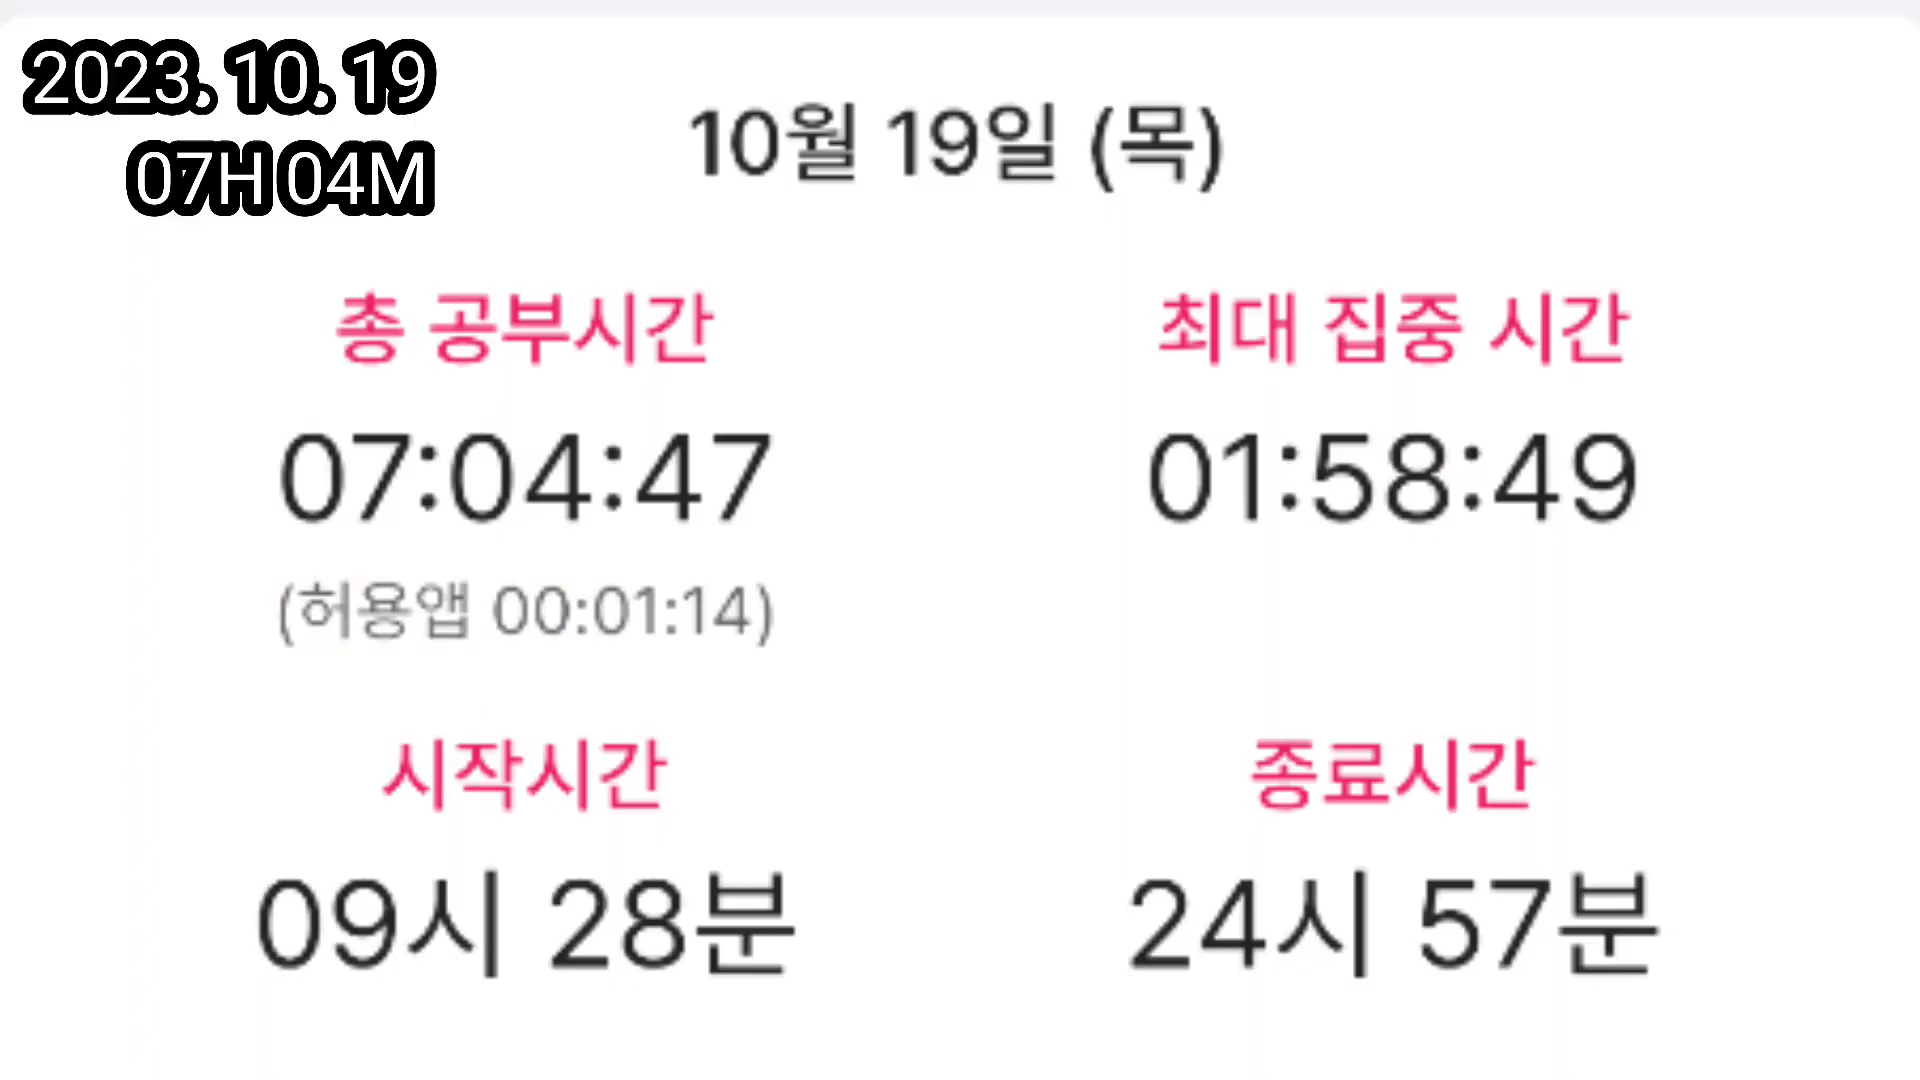 2023. 10. 19
07H 04M
10월 19일 (목)
총 공부시간
07:04:47
(허용앱 00:01:14)
최대 집중 시간
01:58:49
시작시간
09시 28분
종료시간
24시 57분